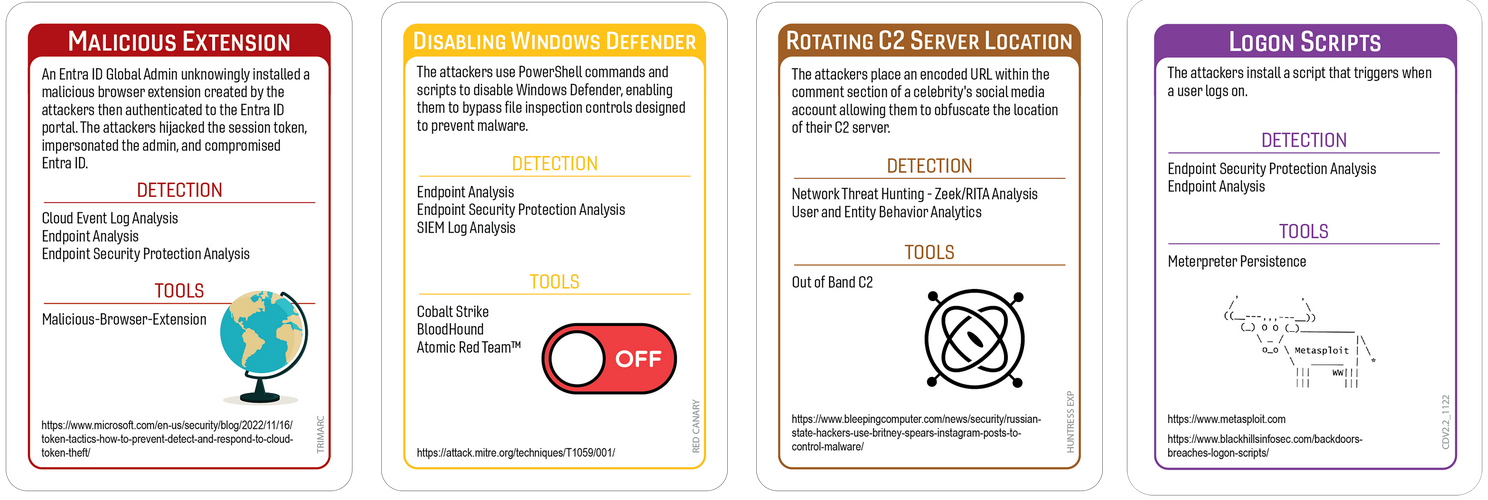 MALICIOUS EXTENSION
An Entra ID Global Admin unknowingly installed a
malicious browser extension created by the
attackers then authenticated to the Entra ID
portal. The attackers hijacked the session token,
impersonated the admin, and compromised
Entra ID.
DETECTION
Cloud Event Log Analysis
Endpoint Analysis
Endpoint Security Protection Analysis
TOOLS
Malicious-Browser-Extension
https://www.microsoft.com/en-us/security/blog/2022/11/16/
token-tactics-how-to-prevent-detect-and-respond-to-cloud-
token-theft/
TRIMARC
DISABLING WINDOWS DEFENDER
The attackers use PowerShell commands and
scripts to disable Windows Defender, enabling
them to bypass file inspection controls designed
to prevent malware.
DETECTION
Endpoint Analysis
Endpoint Security Protection Analysis
SIEM Log Analysis
TOOLS
Cobalt Strike
BloodHound
Atomic Red Team™
OFF
https://attack.mitre.org/techniques/T1059/001/
RED CANARY
ROTATING C2 SERVER LOCATION
The attackers place an encoded URL within the
comment section of a celebrity's social media
account allowing them to obfuscate the location
of their C2 server.
DETECTION
Network Threat Hunting - Zeek/RITA Analysis
User and Entity Behavior Analytics
TOOLS
Out of Band C2
https://www.bleepingcomputer.com/news/security/russian-
state-hackers-use-britney-spears-instagram-posts-to-
control-malware/
HUNTRESS EXP
LOGON SCRIPTS
The attackers install a script that triggers when
a user logs on.
DETECTION
Endpoint Security Protection Analysis
Endpoint Analysis
TOOLS
Meterpreter Persistence
Metasploit
https://www.metasploit.com
https://www.blackhillsinfosec.com/backdoors-
breaches-logon-scripts/
CDV2.2_1122